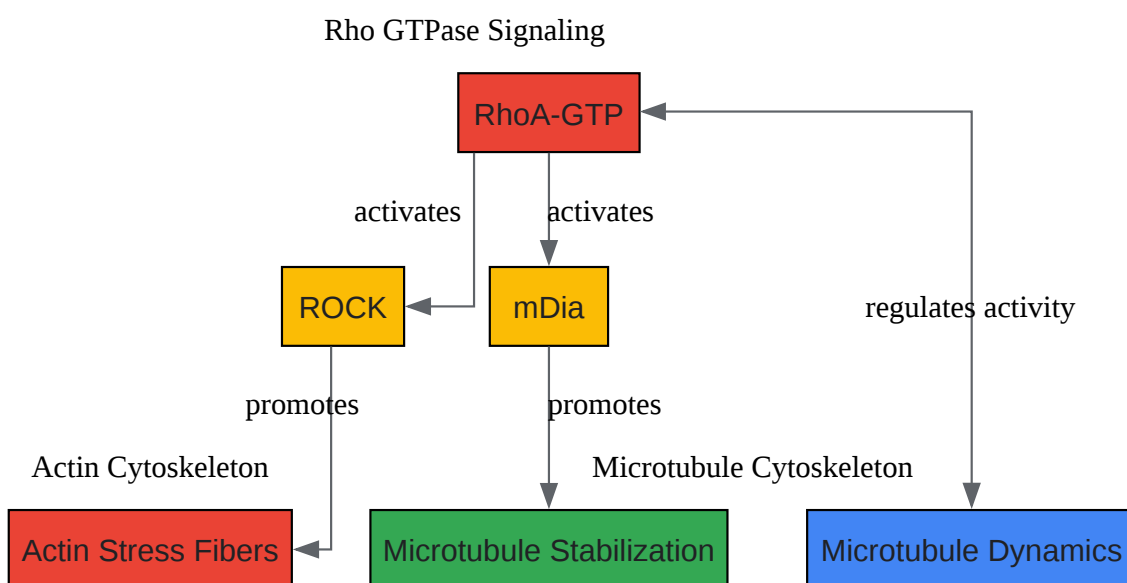 Rho GTPase Signaling
RhoA-GTP
activates
activates
ROCK
mDia
regulates activity
promotes
promotes
Actin Cytoskeleton
Microtubule Cytoskeleton
Actin Stress Fibers
Microtubule Stabilization
Microtubule Dynamics